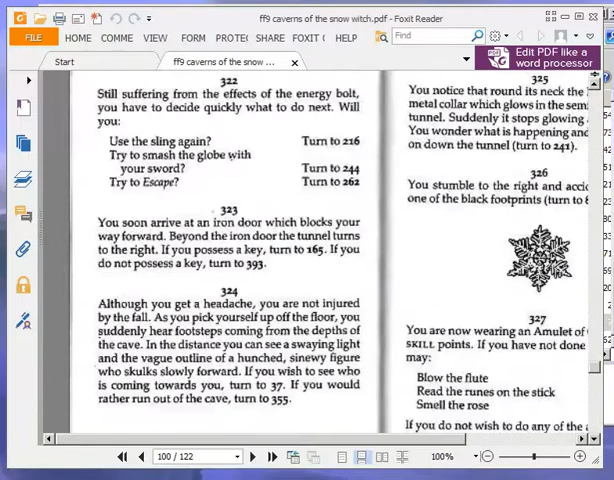 ff9 caverns of the snow witch.pdf - Foxit Reader
FILE HOME COMME VIEW FORM PROTE SHARE FOXIT C HELP Find
Start ff9 caverns of the snow ... Edit PDF like a
word processor
322
Still suffering from the effects of the energy bolt,
you have to decide quickly what to do next. Will
you:
Use the sling again? Turn to 216
Try to smash the globe with
your sword? Turn to 244
Try to Escape? Turn to 262
323
You soon arrive at an iron door which blocks your
way forward. Beyond the iron door the tunnel turns
to the right. If you possess a key, turn to 165. If you
do not possess a key, turn to 393.
324
Although you get a headache, you are not injured
by the fall. As you pick yourself up off the floor, you
suddenly hear footsteps coming from the depths of
the cave. In the distance you can see a swaying light
and the vague outline of a hunched, sinewy figure
who skulks slowly forward. If you wish to see who
is coming towards you, turn to 37. If you would
rather run out of the cave, turn to 355.
325
You notice that round its neck the
metal collar which glows in the sem
tunnel. Suddenly it stops glowing
You wonder what is happening and
on down the tunnel (turn to 241).
326
You stumble to the right and accid
one of the black footprints (turn to 8
327
You are now wearing an Amulet of
SKILL points. If you have not done
may:
Blow the flute
Read the runes on the stick
Smell the rose
If you do not wish to do any of the a
100 / 122 100%